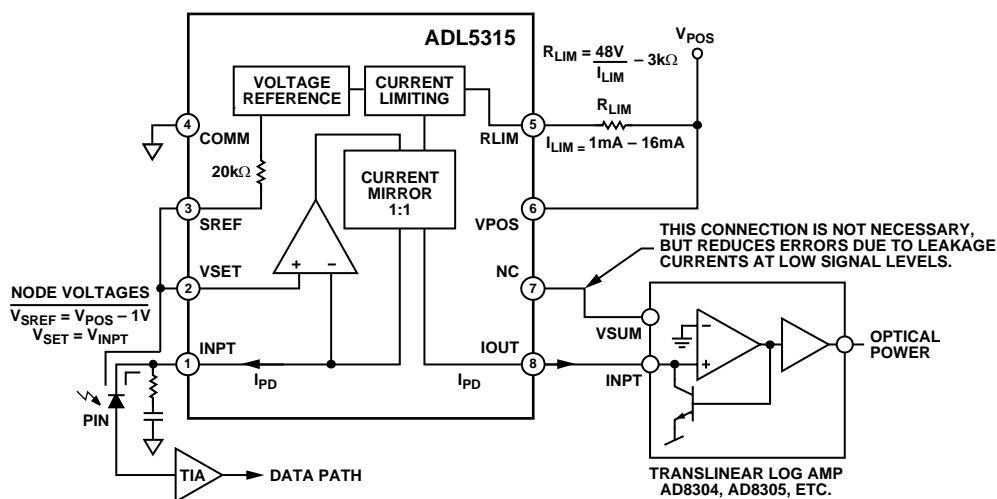 ADL5315
VOLTAGE
REFERENCE
CURRENT
LIMITING
R_LIM = 48V / I_LIM – 3kΩ
V_POS
R_LIM
I_LIM = 1mA – 16mA
4
COMM
RLIM
5
20kΩ
CURRENT
MIRROR
1:1
3
SREF
6
VPOS
THIS CONNECTION IS NOT NECESSARY,
BUT REDUCES ERRORS DUE TO LEAKAGE
CURRENTS AT LOW SIGNAL LEVELS.
VSET
2
+ –
NC
7
NODE VOLTAGES
V_SREF = V_POS – 1V
V_SET = V_INPT
VSUM
–
+
OPTICAL
POWER
INPT
1
I_PD
IOUT
8
I_PD
INPT
PIN
TIA
DATA PATH
TRANSLINEAR LOG AMP
AD8304, AD8305, ETC.